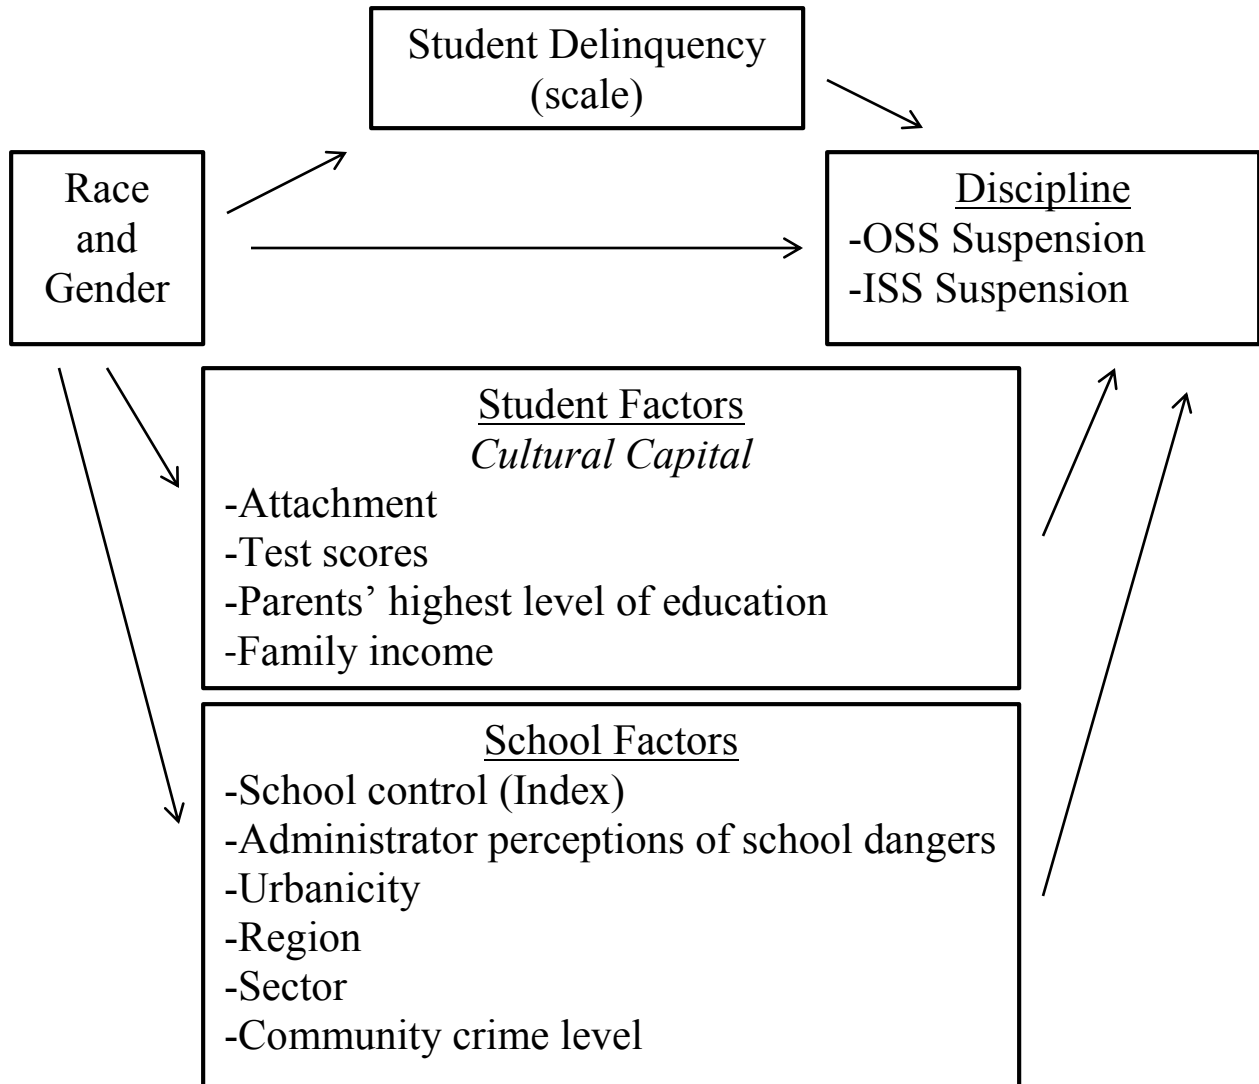 Student Delinquency
(scale)
Race
and
Gender
Discipline
-OSS Suspension
-ISS Suspension
Student Factors
Cultural Capital
-Attachment
-Test scores
-Parents’ highest level of education
-Family income
School Factors
-School control (Index)
-Administrator perceptions of school dangers
-Urbanicity
-Region
-Sector
-Community crime level